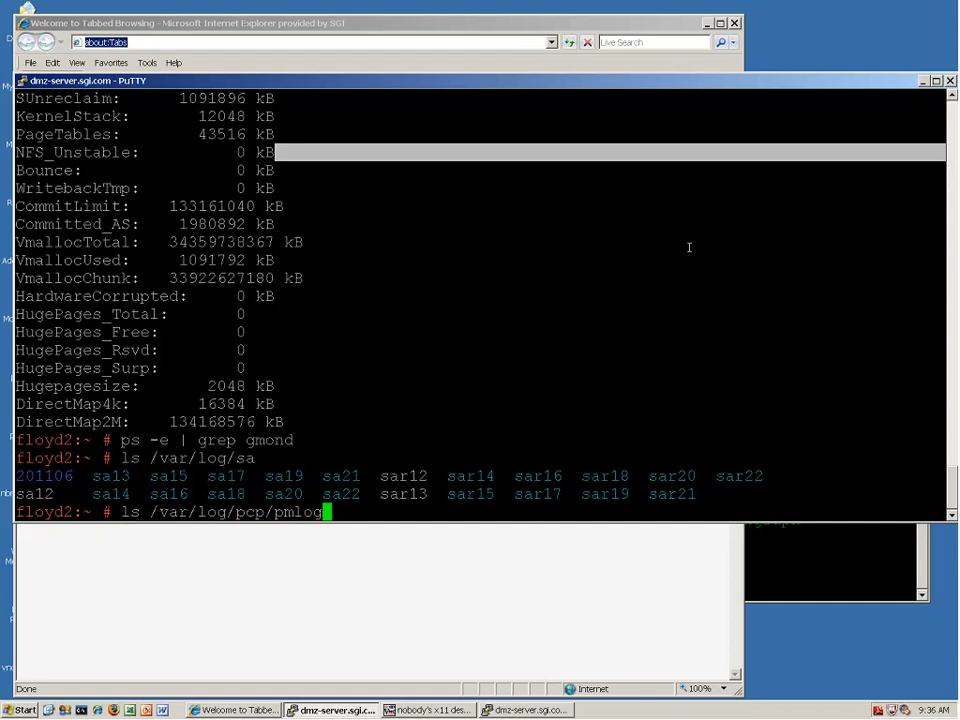 Welcome to Tabbed Browsing - Microsoft Internet Explorer provided by SGI
about:Tabs
Live Search
File Edit View Favorites Tools Help
dmz-server.sgi.com - PuTTY
SUnreclaim: 1091896 kB
KernelStack: 12048 kB
PageTables: 43516 kB
NFS_Unstable: 0 kB
Bounce: 0 kB
WritebackTmp: 0 kB
CommitLimit: 133161040 kB
Committed_AS: 1980892 kB
VmallocTotal: 34359738367 kB
VmallocUsed: 1091792 kB
VmallocChunk: 33922627180 kB
HardwareCorrupted: 0 kB
HugePages_Total: 0
HugePages_Free: 0
HugePages_Rsvd: 0
HugePages_Surp: 0
Hugepagesize: 2048 kB
DirectMap4k: 16384 kB
DirectMap2M: 134168576 kB
floyd2:~ # ps -e | grep gmond
floyd2:~ # ls /var/log/sa
201106 sa13 sa15 sa17 sa19 sa21 sar12 sar14 sar16 sar18 sar20 sar22
sa12 sa14 sa16 sa18 sa20 sa22 sar13 sar15 sar17 sar19 sar21
floyd2:~ # ls /var/log/pcp/pmlog
Done Internet 100%
Start Welcome to Tabbe... dmz-server.sgi.c... nobody's x11 des... dmz-server.sgi.co... 9:36 AM